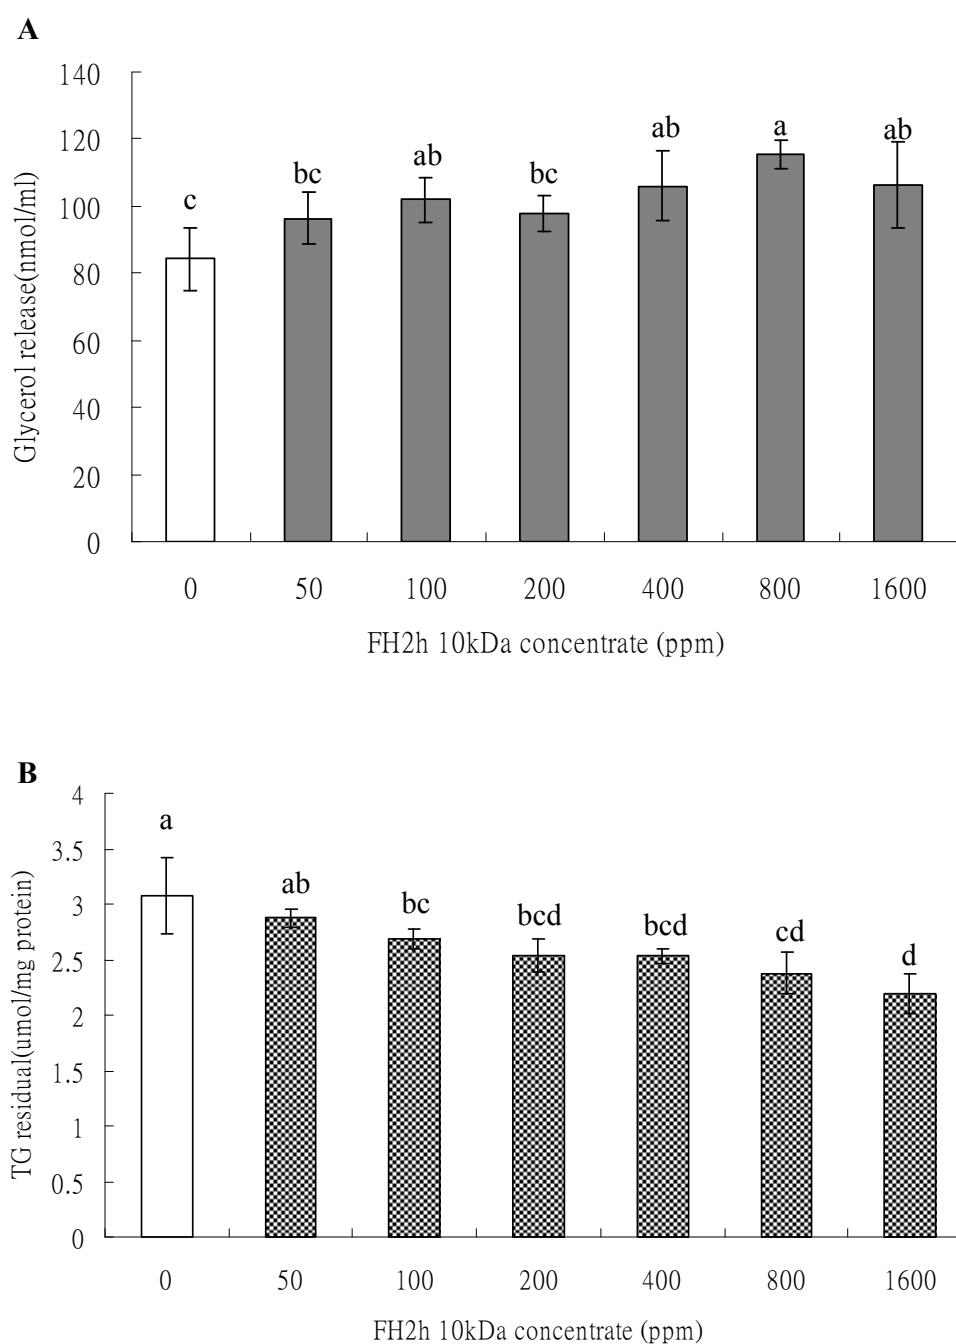 A
140
120
100
80
60
40
20
0
Glycerol release(nmol/ml)
c
bc
ab
bc
ab
a
ab
0 50 100 200 400 800 1600
FH2h 10kDa concentrate (ppm)
B
4
3.5
3
2.5
2
1.5
1
0.5
0
TG residual(umol/mg protein)
a
ab
bc
bcd
bcd
cd
d
0 50 100 200 400 800 1600
FH2h 10kDa concentrate (ppm)